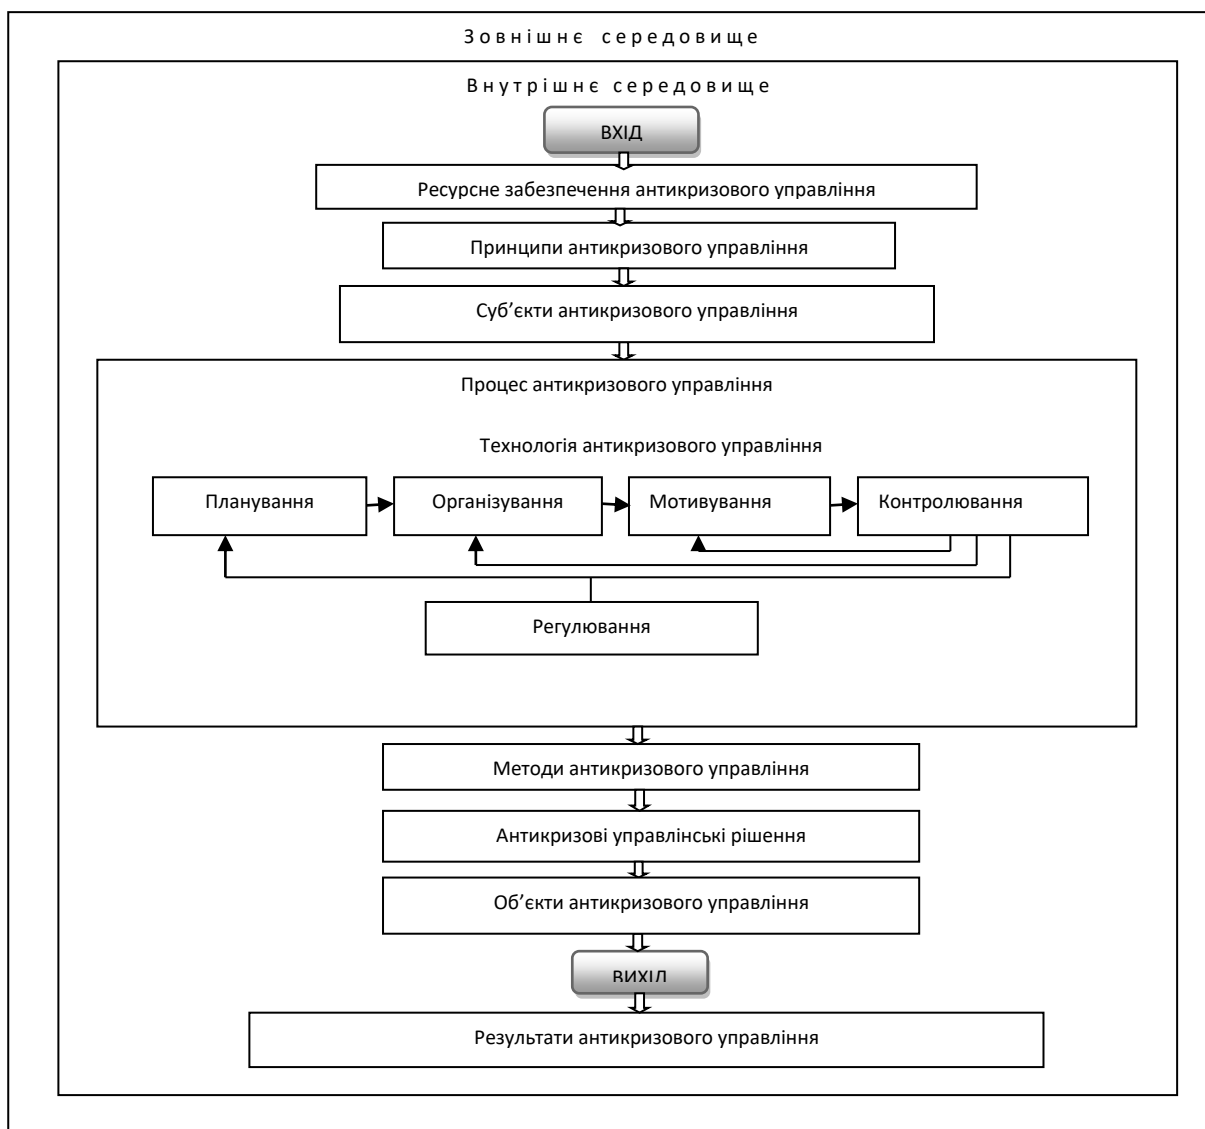 Зовнішнє середовище
Внутрішнє середовище
ВХІД
Ресурсне забезпечення антикризового управління
Принципи антикризового управління
Суб’єкти антикризового управління
Процес антикризового управління
Технологія антикризового управління
Планування
Організування
Мотивування
Контролювання
Регулювання
Методи антикризового управління
Антикризові управлінські рішення
Об’єкти антикризового управління
ВИХІД
Результати антикризового управління